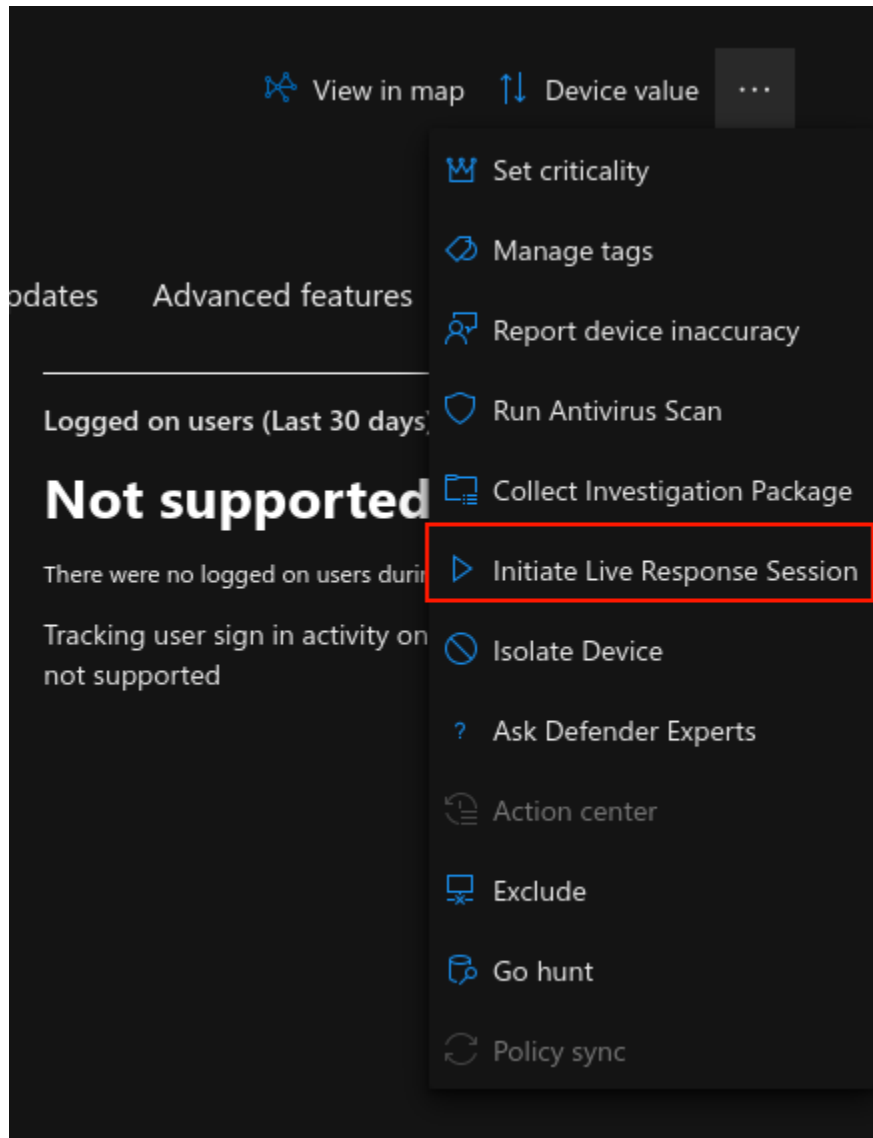 View in map Device value ...
Set criticality
Manage tags
Advanced features
Report device inaccuracy
Logged on users (Last 30 days)
Run Antivirus Scan
Not supported
Collect Investigation Package
There were no logged on users
Initiate Live Response Session
Tracking user sign in activity on
not supported
Isolate Device
Ask Defender Experts
Action center
Exclude
Go hunt
Policy sync